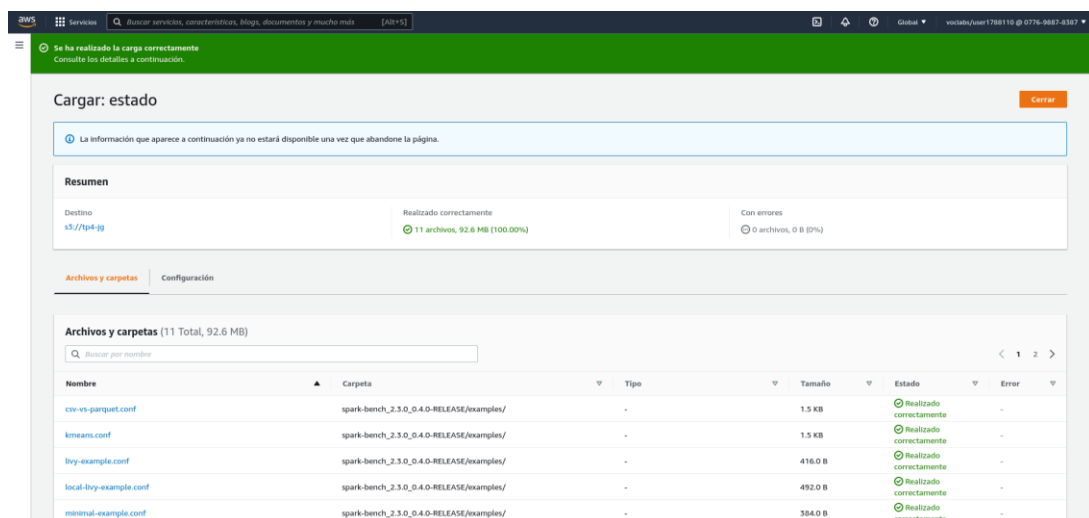 aws Servicios Buscar servicios, características, blogs, documentos y mucho más [Alt+S] Global ▼ voclabs/user1788110 @ 0776-9887-8387 ▼
Se ha realizado la carga correctamente
Consulte los detalles a continuación.
Cargar: estado Cerrar
La información que aparece a continuación ya no estará disponible una vez que abandone la página.
Resumen
Destino Realizado correctamente Con errores
s3://tp4-jg 11 archivos, 92.6 MB (100.00%) 0 archivos, 0 B (0%)
Archivos y carpetas Configuración
Archivos y carpetas (11 Total, 92.6 MB)
Buscar por nombre < 1 2 >
Nombre Carpeta Tipo Tamaño Estado Error
csv-vs-parquet.conf spark-bench_2.3.0_0.4.0-RELEASE/examples/ - 1.5 KB Realizado correctamente -
kmeans.conf spark-bench_2.3.0_0.4.0-RELEASE/examples/ - 1.5 KB Realizado correctamente -
livy-example.conf spark-bench_2.3.0_0.4.0-RELEASE/examples/ - 416.0 B Realizado correctamente -
local-livy-example.conf spark-bench_2.3.0_0.4.0-RELEASE/examples/ - 492.0 B Realizado correctamente -
minimal-example.conf spark-bench_2.3.0_0.4.0-RELEASE/examples/ - 384.0 B Realizado correctamente -